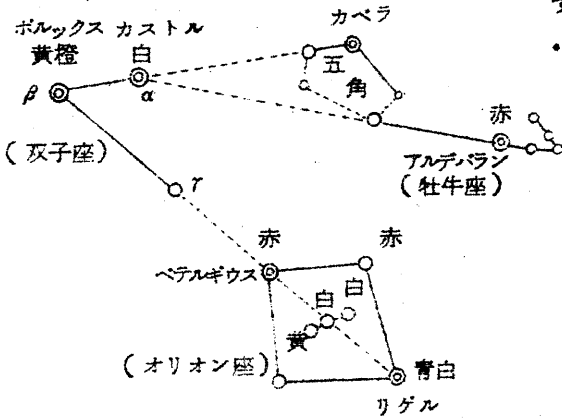 カペラ
ポルックス カストル
黄橙 白
五
角
β α
赤
(双子座)
アルデバラン
(牡牛座)
γ
赤 赤
ベテルギウス
白 白
黄
(オリオン座)
青白
リゲル